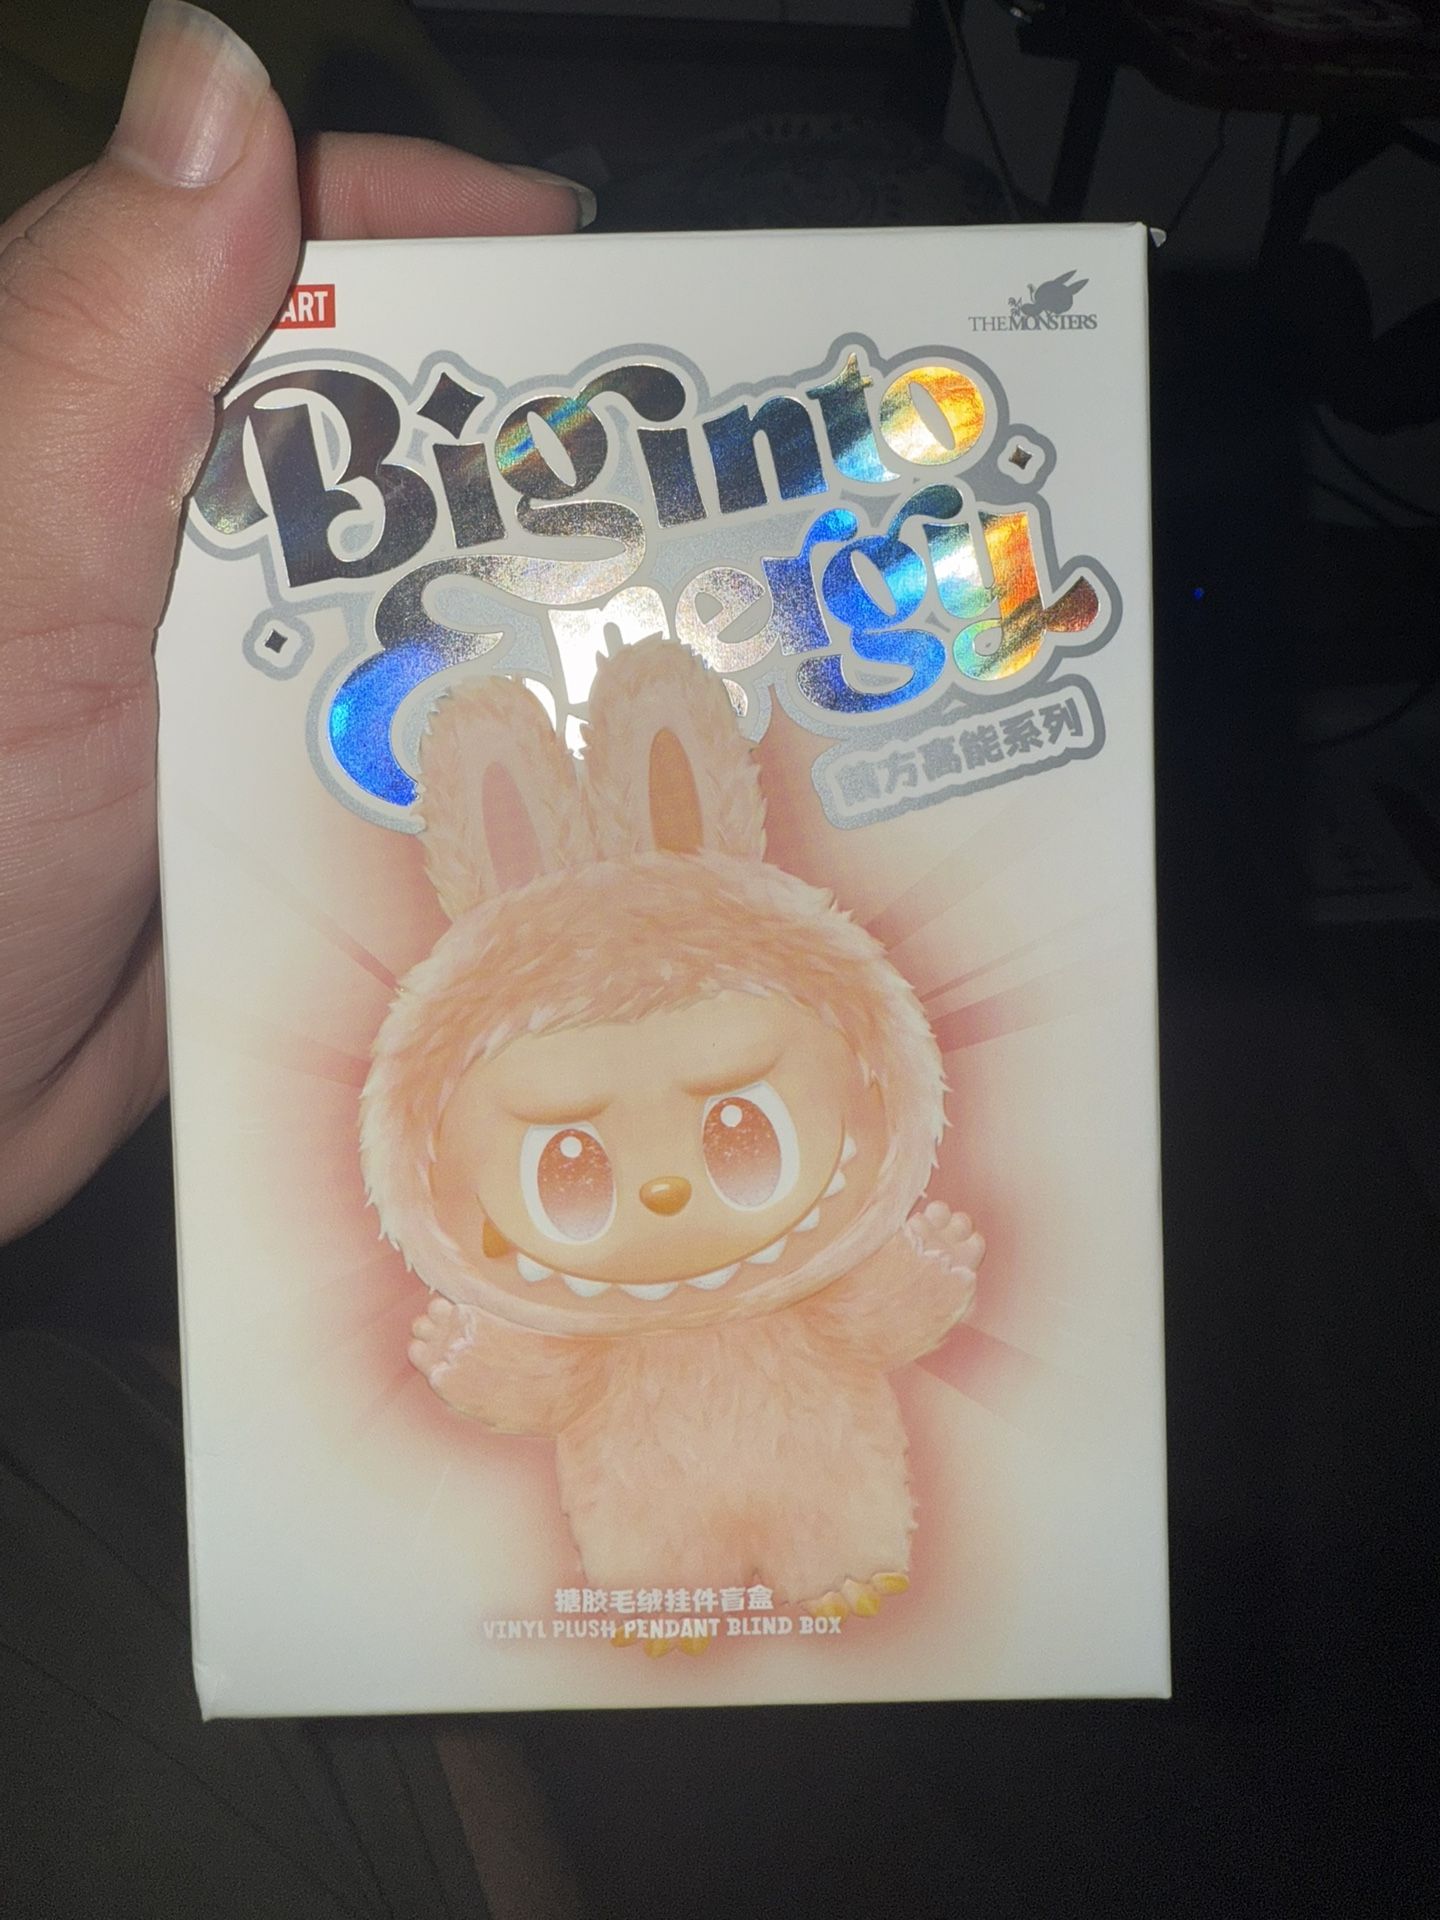 ART
THE MONSTERS
Big into
Energy
前方高能系列
搪胶毛绒挂件盲盒
VINYL PLUSH PENDANT BLIND BOX